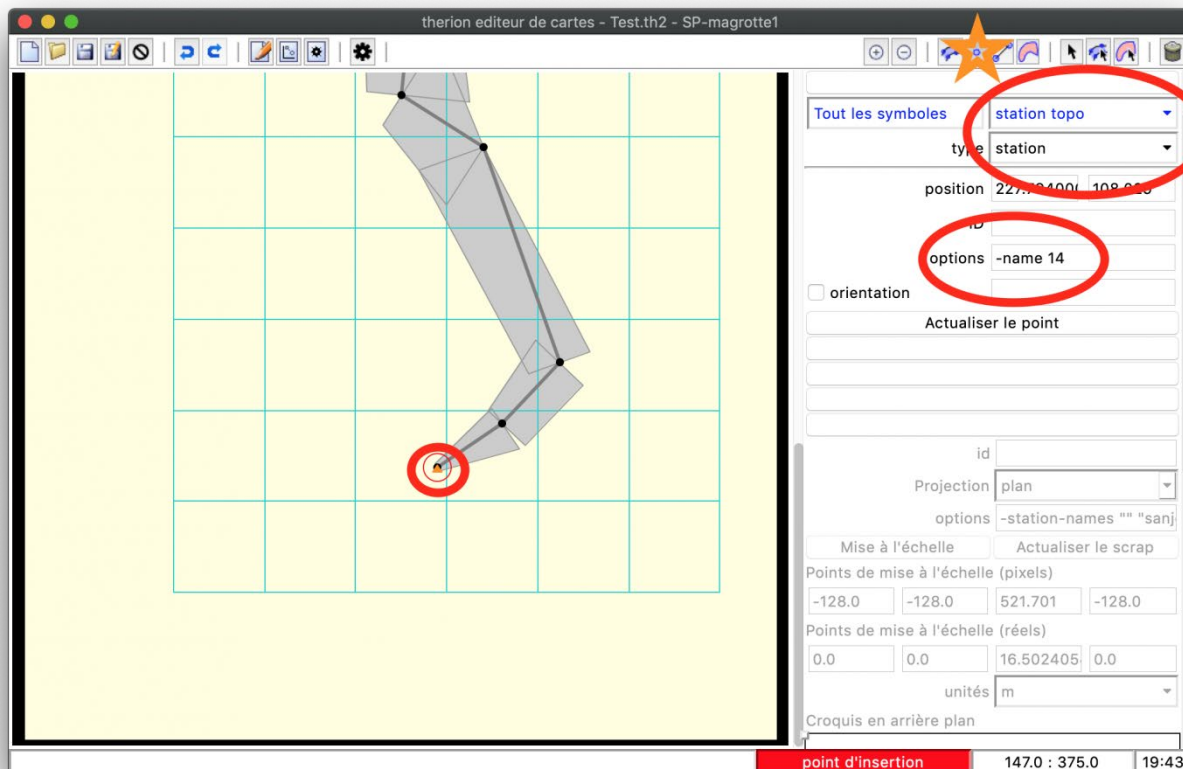 therion editeur de cartes - Test.th2 - SP-magrotte1
Tout les symboles station topo
type station
position
ID
options -name 14
orientation
Actualiser le point
id
Projection plan
options -station-names "" "sanj
Mise à l'échelle Actualiser le scrap
Points de mise à l'échelle (pixels)
-128.0 -128.0 521.701 -128.0
Points de mise à l'échelle (réels)
0.0 0.0 16.502405 0.0
unités m
Croquis en arrière plan
point d'insertion 147.0 : 375.0 19:43